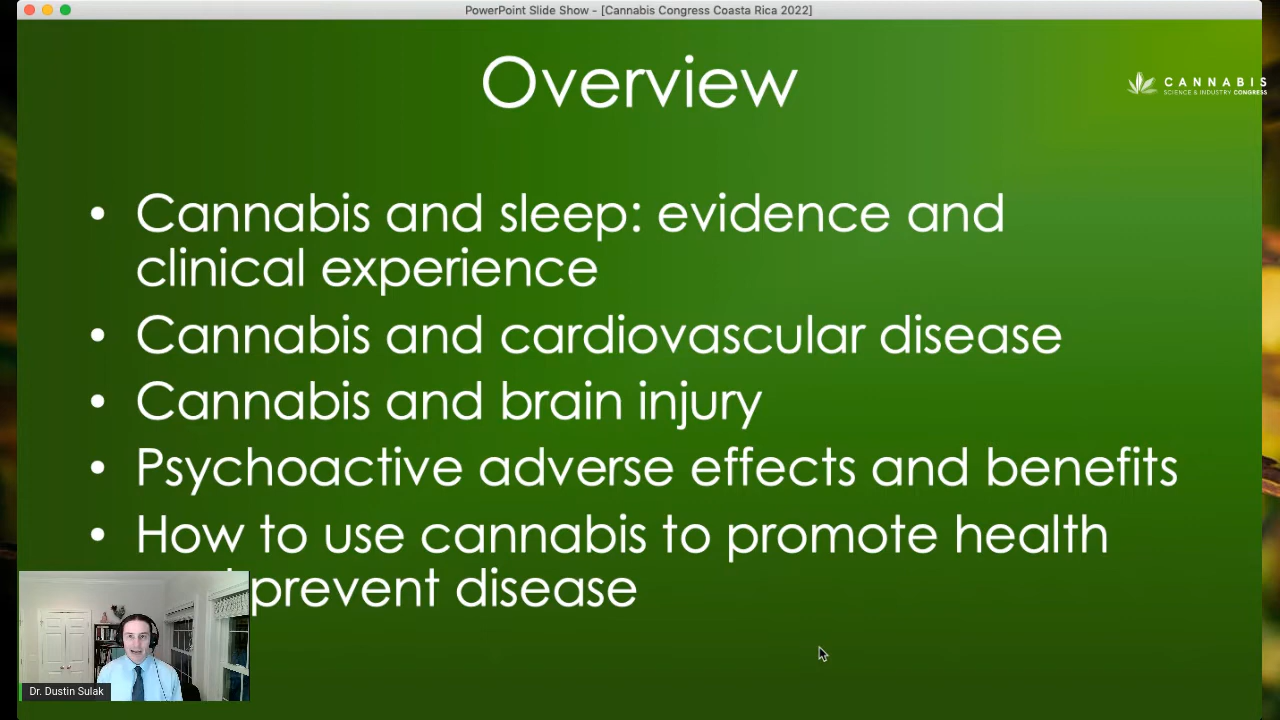 PowerPoint Slide Show - [Cannabis Congress Coasta Rica 2022]
Overview
CANNABIS
SCIENCE & INDUSTRY CONGRESS
• Cannabis and sleep: evidence and
clinical experience
• Cannabis and cardiovascular disease
• Cannabis and brain injury
• Psychoactive adverse effects and benefits
• How to use cannabis to promote health
prevent disease
Dr. Dustin Sulak